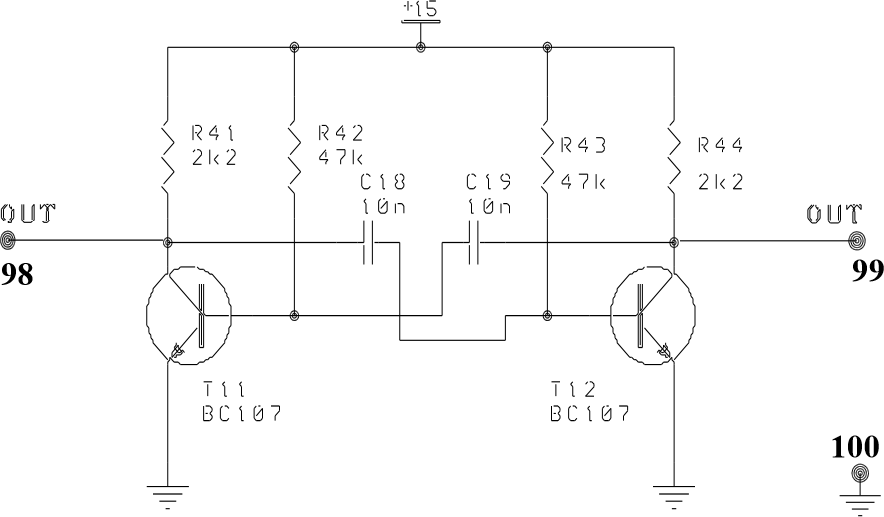 +15
R41
2k2
R42
47k
R43
47k
R44
2k2
C18
10n
C19
10n
OUT
98
OUT
99
T11
BC107
T12
BC107
100